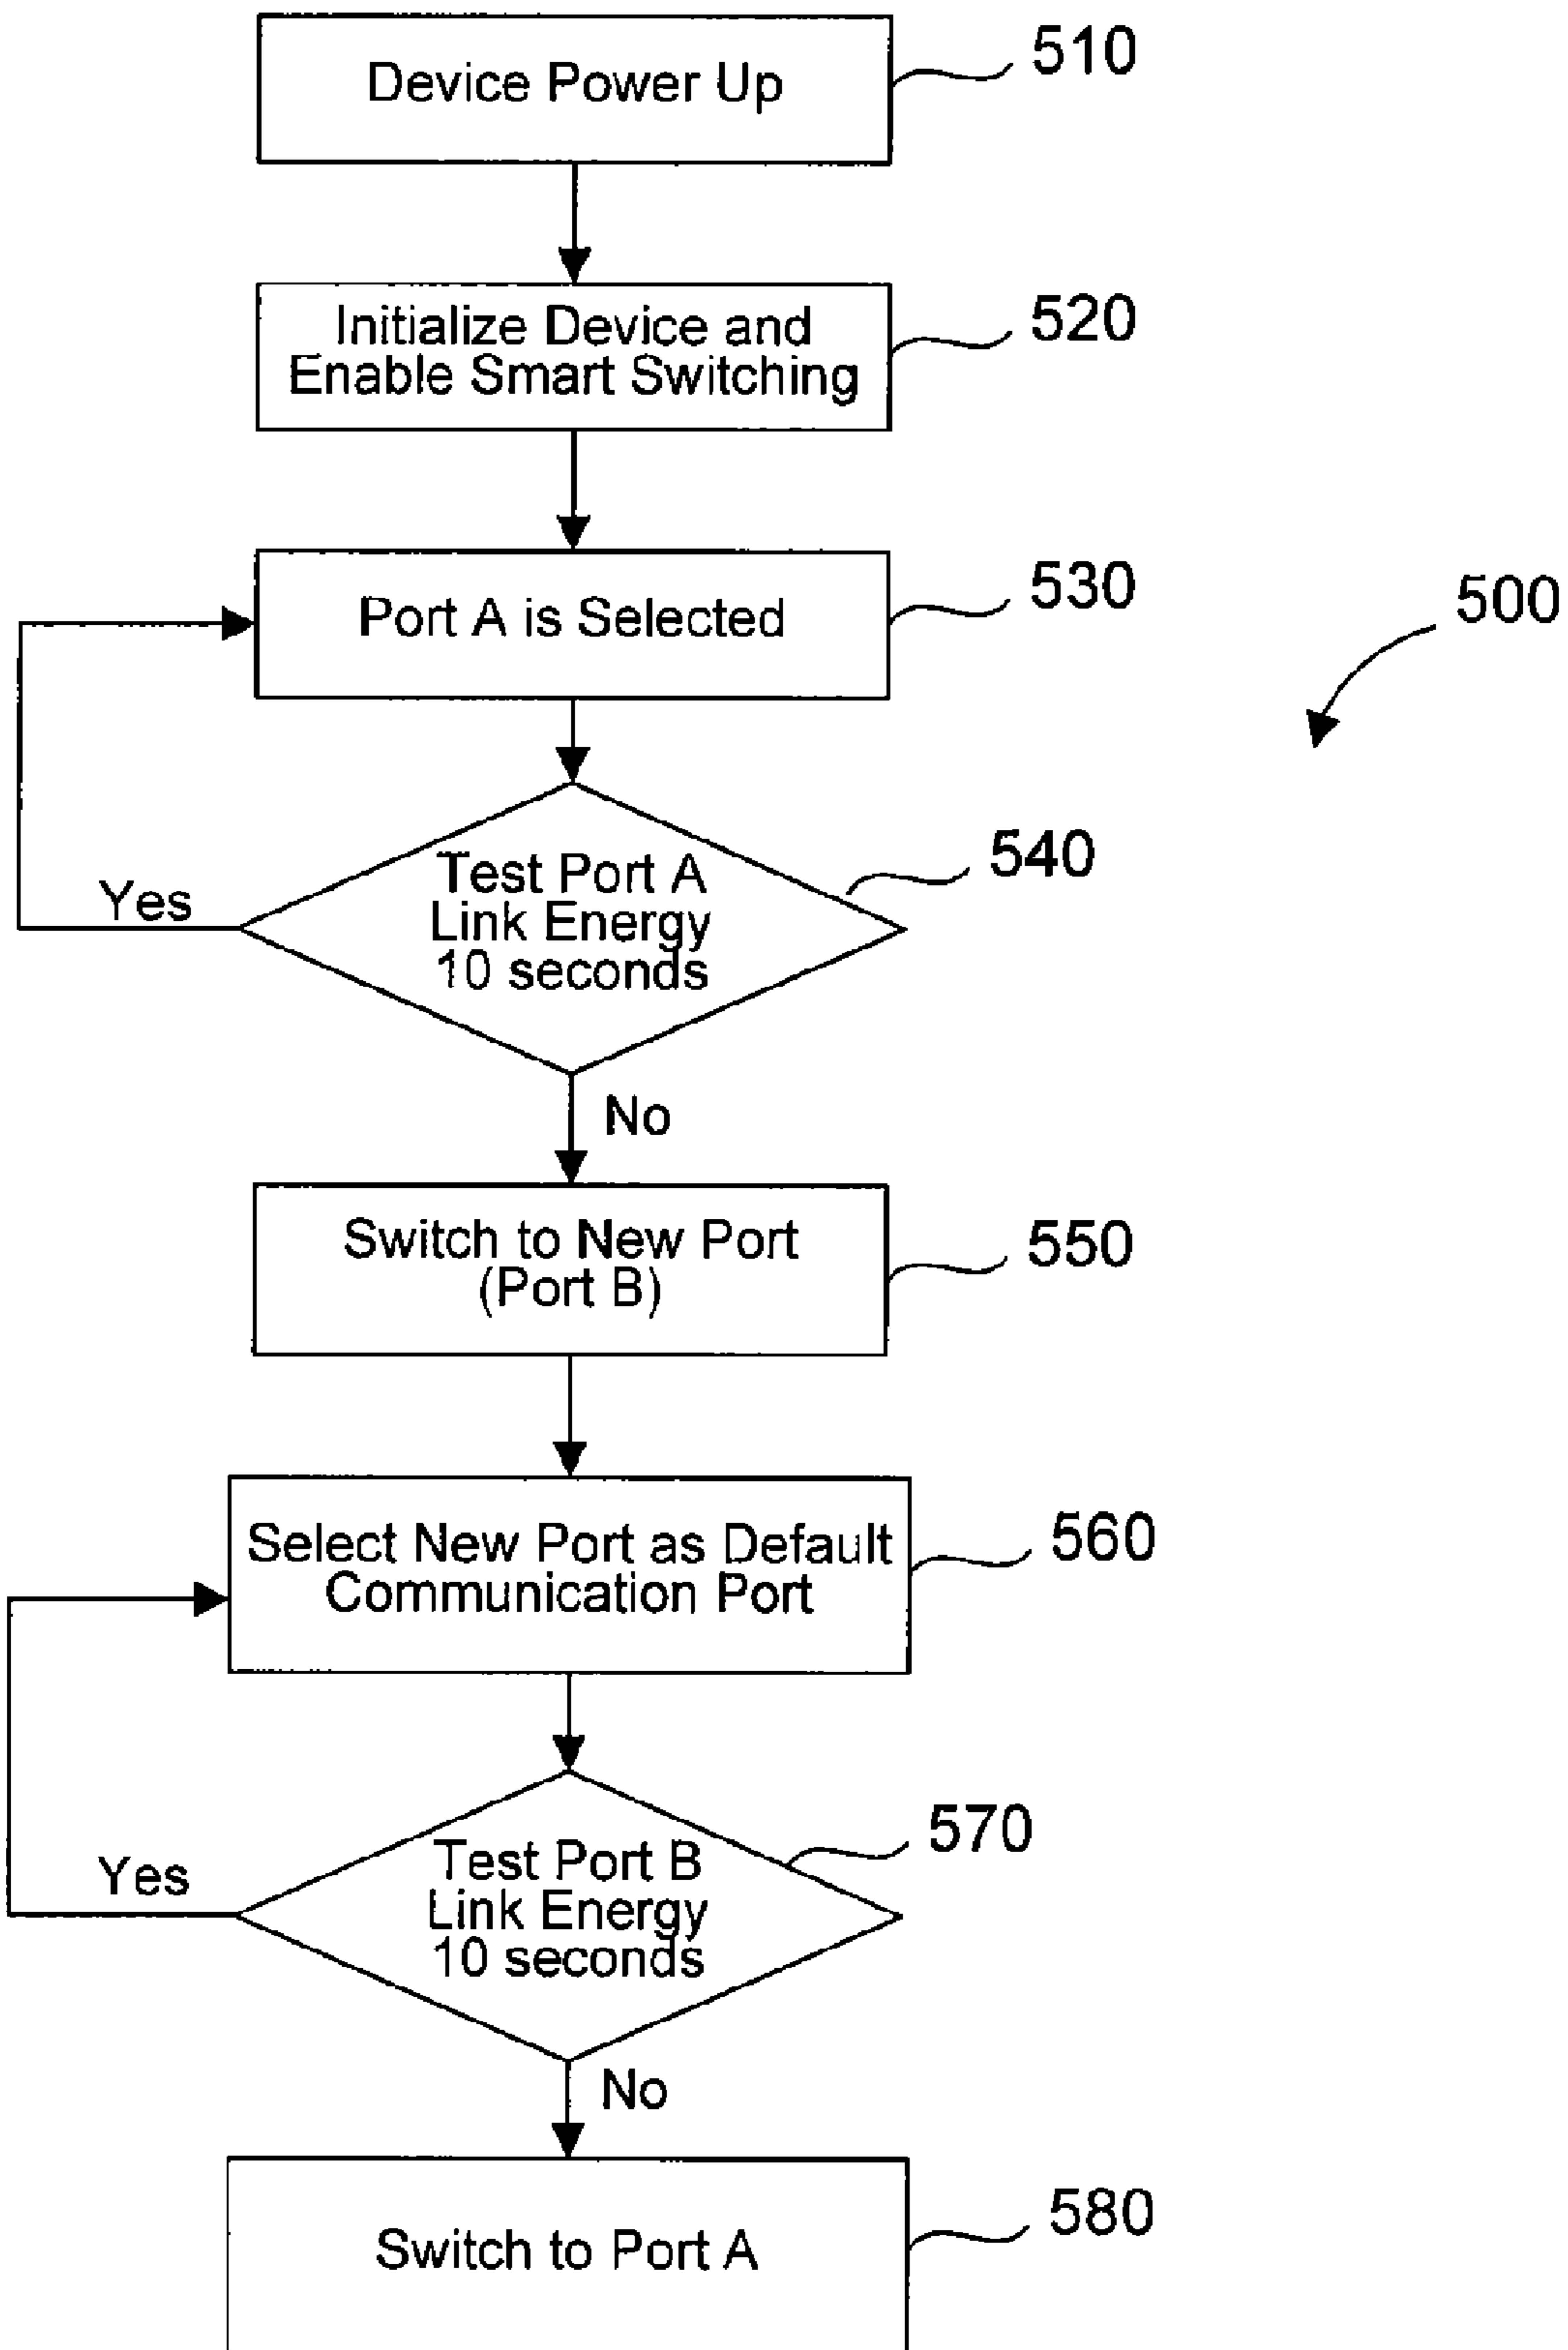 Device Power Up
510
Initialize Device and
Enable Smart Switching
520
Port A is Selected
530
500
Test Port A
Link Energy
10 seconds
540
Yes
No
Switch to New Port
(Port B)
550
Select New Port as Default
Communication Port
560
Test Port B
Link Energy
10 seconds
570
Yes
No
Switch to Port A
580